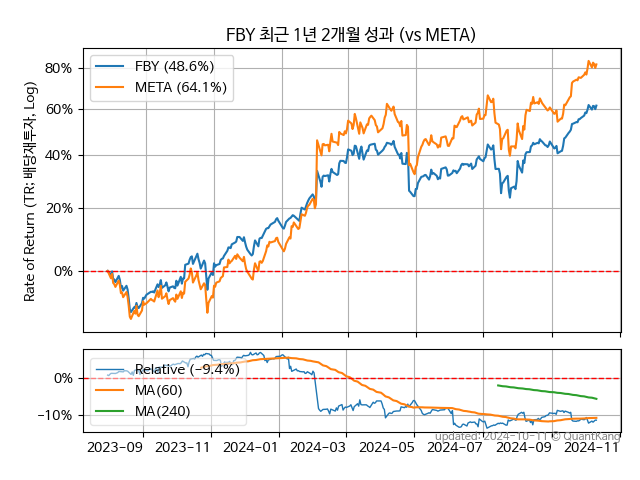 FBY 최근 1년 2개월 성과 (vs META)
Rate of Return (TR: 배당재투자, Log)
80%
60%
40%
20%
0%
FBY (48.6%)
META (64.1%)
0%
−10%
Relative (−9.4%)
MA(60)
MA(240)
2023−09 2023−11 2024−01 2024−03 2024−05 2024−07 2024−09 2024−11
updated: 2024-10-11 © QuantKang